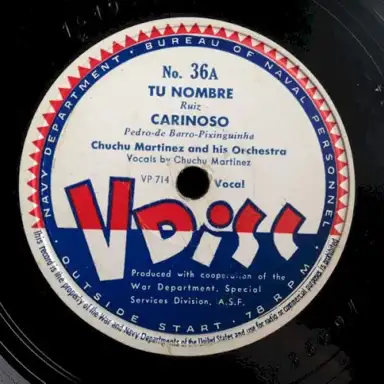 NAVY DEPARTMENT · BUREAU OF NAVAL PERSONNEL
No. 36A
TU NOMBRE
Ruiz
CARINOSO
Pedro-de Barro-Pixinguinha
Chuchu Martinez and his Orchestra
Vocals by Chuchu Martinez
VP 714
Vocal
V DiSC
Produced with cooperation of the
War Department, Special
Services Division, A.S.F.
OUTSIDE START · 78 RPM
This record is the property of the War and Navy Departments of the United States and use for radio or commercial purposes is prohibited